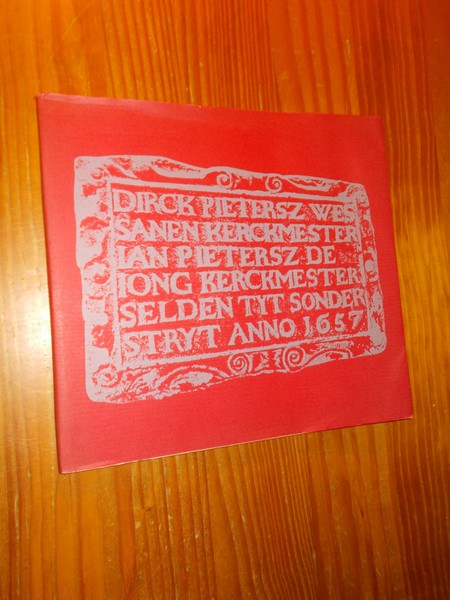 DIRCK PIETERSZ. WES
SANEN KERCKMESTER
IAN PIETERSZ. DE
IONG KERCKMESTER
SELDEN TYT SONDER
STRYT ANNO. 1657